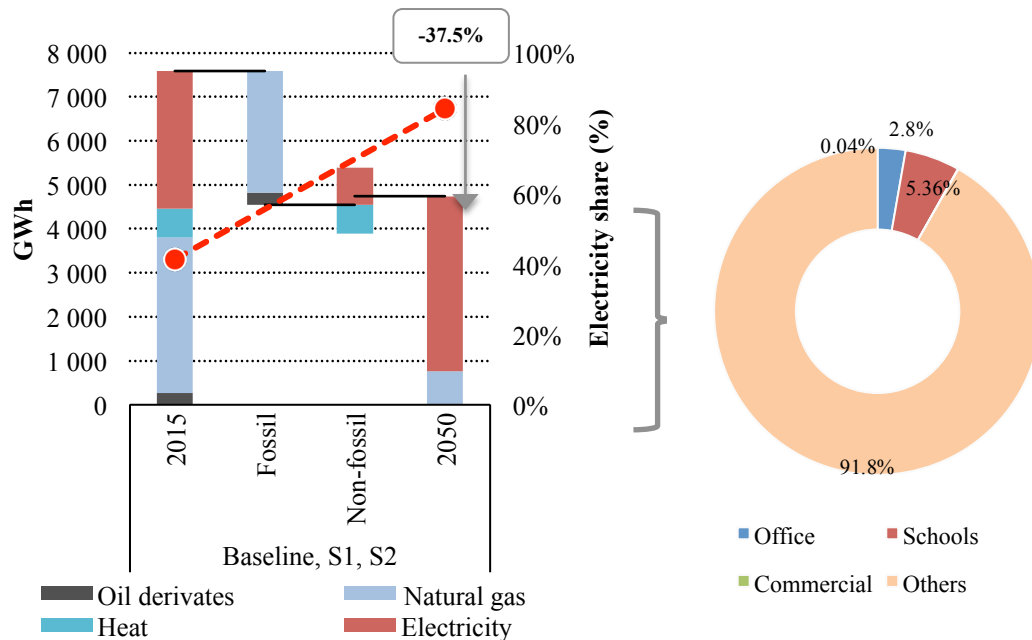 -37.5%
8 000
7 000
6 000
5 000
4 000
3 000
2 000
1 000
0
GWh
100%
80%
60%
40%
20%
0%
Electricity share (%)
2015
Fossil
Non-fossil
2050
Baseline, S1, S2
Oil derivates
Natural gas
Heat
Electricity
0.04%
2.8%
5.36%
91.8%
Office
Schools
Commercial
Others